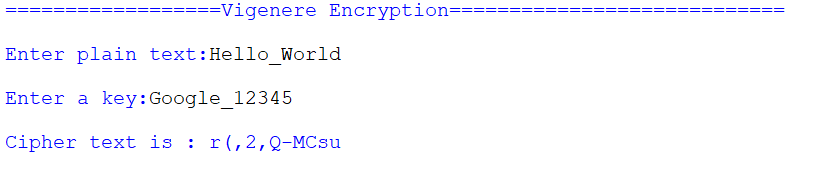 ==================Vigenere Encryption============================
Enter plain text:Hello_World
Enter a key:Google_12345
Cipher text is : r(,2,Q-MCsu